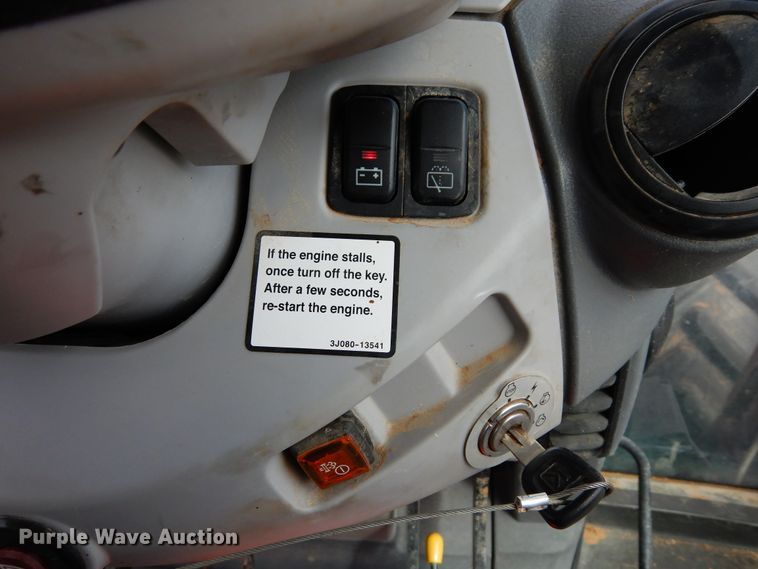 If the engine stalls,
once turn off the key.
After a few seconds,
re-start the engine.
3J080-13541
Purple Wave Auction